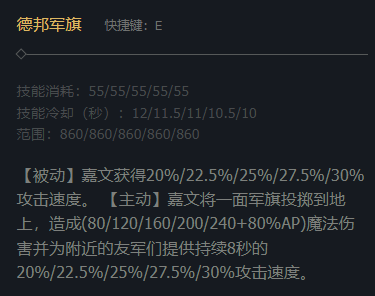 德邦军旗 快捷键：E
技能消耗：55/55/55/55/55
技能冷却（秒）：12/11.5/11/10.5/10
范围：860/860/860/860/860
【被动】嘉文获得20%/22.5%/25%/27.5%/30%
攻击速度。 【主动】嘉文将一面军旗投掷到地
上，造成(80/120/160/200/240+80%AP)魔法伤
害并为附近的友军们提供持续8秒的
20%/22.5%/25%/27.5%/30%攻击速度。